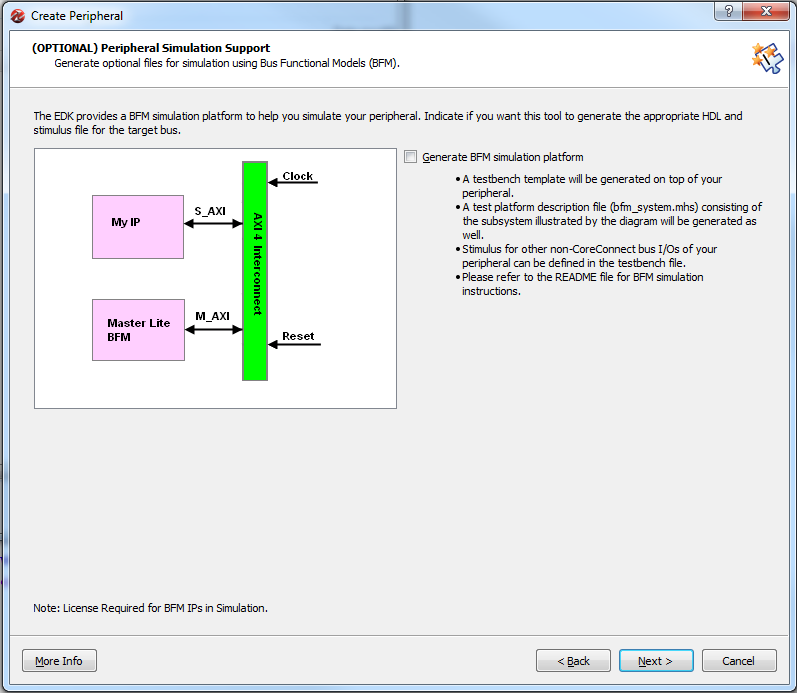 Create Peripheral
?
X
(OPTIONAL) Peripheral Simulation Support
Generate optional files for simulation using Bus Functional Models (BFM).
The EDK provides a BFM simulation platform to help you simulate your peripheral. Indicate if you want this tool to generate the appropriate HDL and
stimulus file for the target bus.
My IP
S_AXI
Master Lite
BFM
M_AXI
AXI 4 Interconnect
Clock
Reset
Generate BFM simulation platform
• A testbench template will be generated on top of your
peripheral.
• A test platform description file (bfm_system.mhs) consisting of
the subsystem illustrated by the diagram will be generated as
well.
• Stimulus for other non-CoreConnect bus I/Os of your
peripheral can be defined in the testbench file.
• Please refer to the README file for BFM simulation
instructions.
Note: License Required for BFM IPs in Simulation.
More Info
< Back
Next >
Cancel